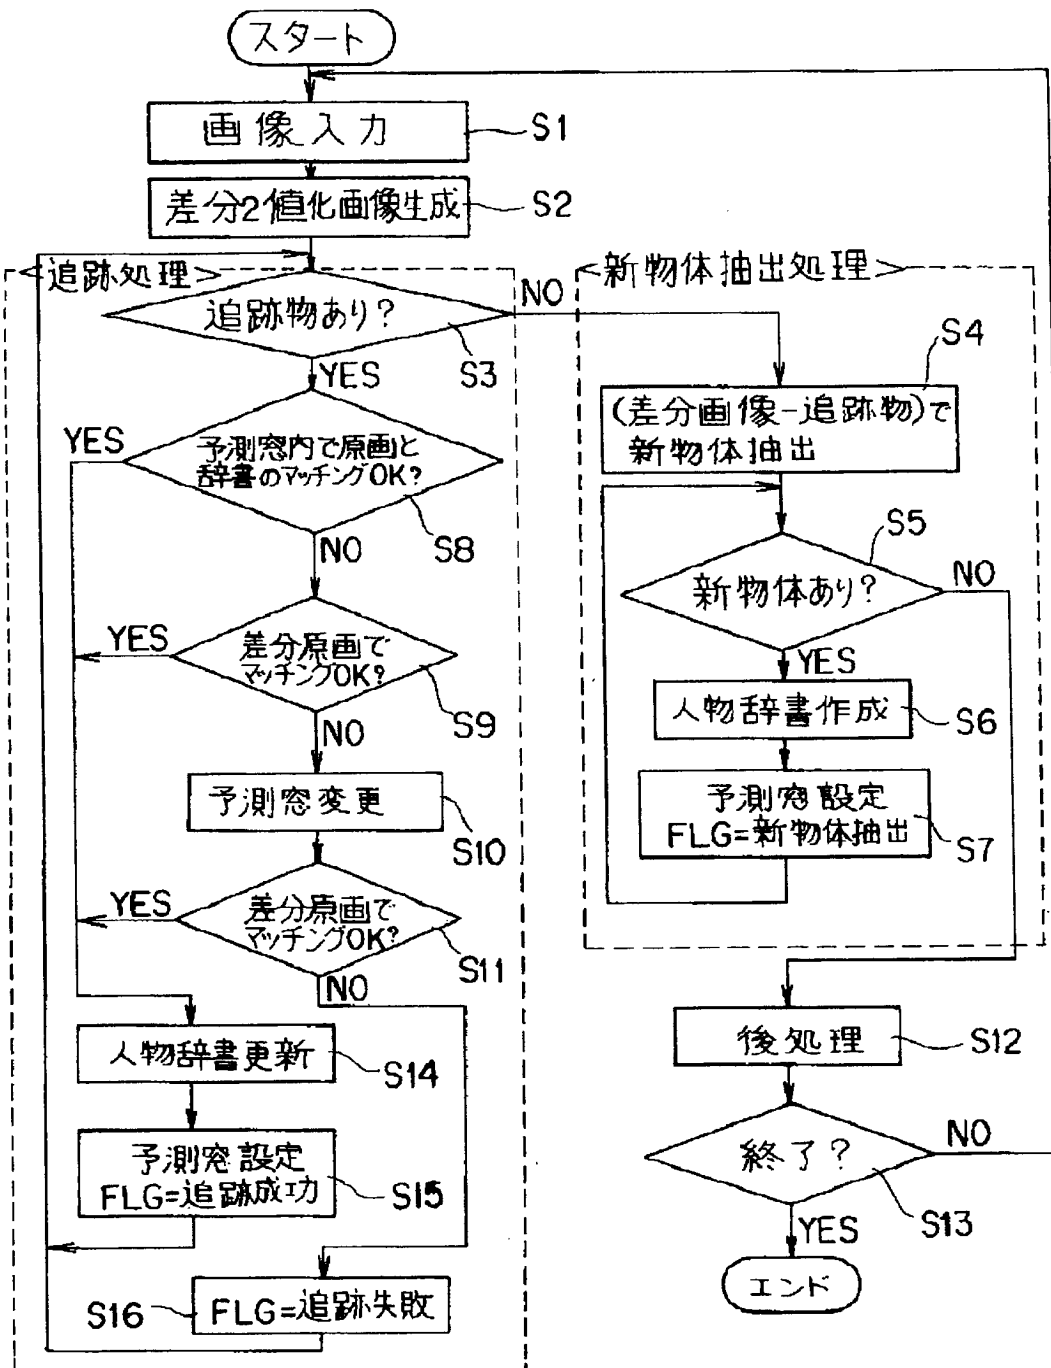 スタート
画像入力
S1
差分2値化画像生成
S2
<追跡処理>
追跡物あり?
S3
NO
YES
予測窓内で原画と
辞書のマッチングOK?
S8
YES
NO
差分原画で
マッチングOK?
S9
YES
NO
予測窓変更
S10
差分原画で
マッチングOK?
S11
YES
NO
人物辞書更新
S14
予測窓設定
FLG=追跡成功
S15
FLG=追跡失敗
S16
<新物体抽出処理>
S4
(差分画像-追跡物)で
新物体抽出
S5
新物体あり?
NO
YES
人物辞書作成
S6
予測窓設定
FLG=新物体抽出
S7
後処理
S12
終了?
NO
S13
YES
エンド